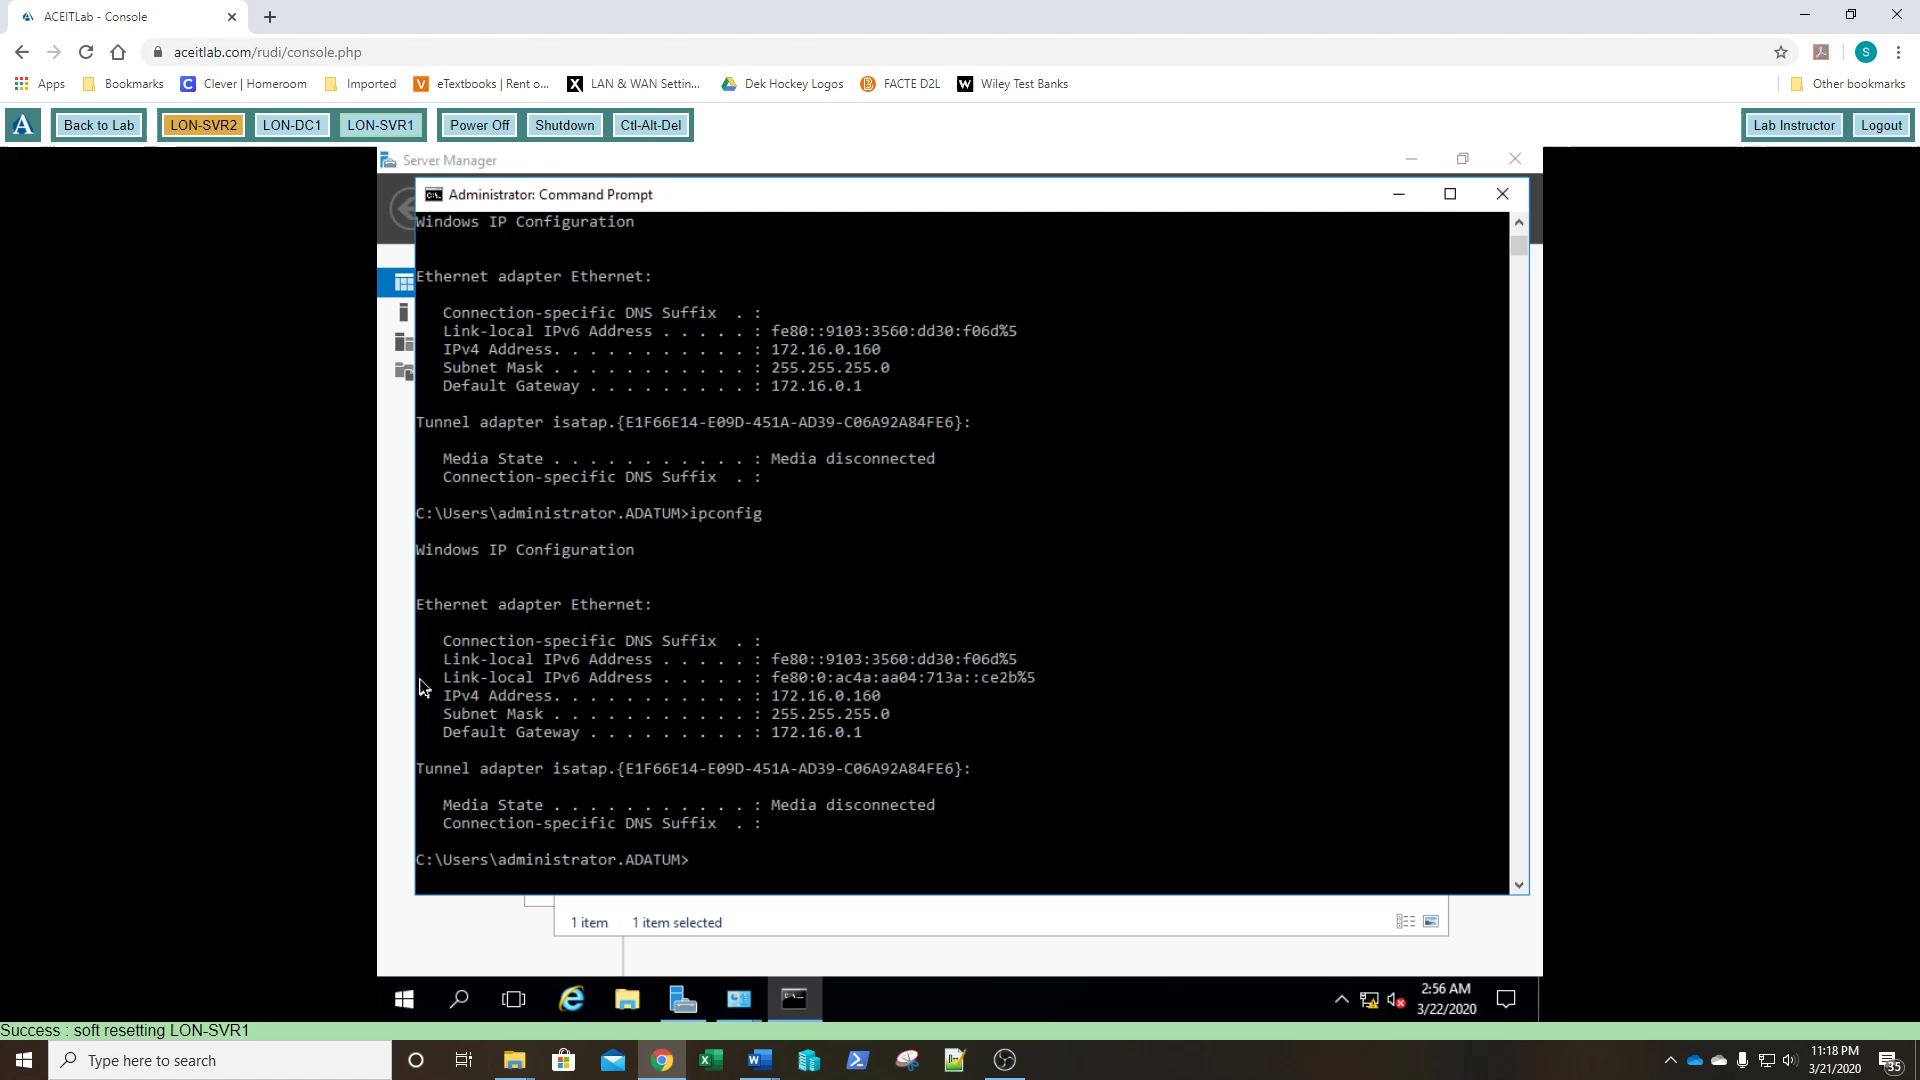 ACEITLab - Console
aceitlab.com/rudi/console.php
S
Apps Bookmarks Clever | Homeroom Imported eTextbooks | Rent o... LAN & WAN Settin... Dek Hockey Logos FACTE D2L Wiley Test Banks Other bookmarks
Back to Lab LON-SVR2 LON-DC1 LON-SVR1 Power Off Shutdown Ctl-Alt-Del Lab Instructor Logout
Server Manager
Administrator: Command Prompt
Windows IP Configuration
Ethernet adapter Ethernet:
Connection-specific DNS Suffix  . :
Link-local IPv6 Address . . . . . : fe80::9103:3560:dd30:f06d%5
IPv4 Address. . . . . . . . . . . : 172.16.0.160
Subnet Mask . . . . . . . . . . . : 255.255.255.0
Default Gateway . . . . . . . . . : 172.16.0.1
Tunnel adapter isatap.{E1F66E14-E09D-451A-AD39-C06A92A84FE6}:
Media State . . . . . . . . . . . : Media disconnected
Connection-specific DNS Suffix  . :
C:\Users\administrator.ADATUM>ipconfig
Windows IP Configuration
Ethernet adapter Ethernet:
Connection-specific DNS Suffix  . :
Link-local IPv6 Address . . . . . : fe80::9103:3560:dd30:f06d%5
Link-local IPv6 Address . . . . . : fe80:0:ac4a:aa04:713a::ce2b%5
IPv4 Address. . . . . . . . . . . : 172.16.0.160
Subnet Mask . . . . . . . . . . . : 255.255.255.0
Default Gateway . . . . . . . . . : 172.16.0.1
Tunnel adapter isatap.{E1F66E14-E09D-451A-AD39-C06A92A84FE6}:
Media State . . . . . . . . . . . : Media disconnected
Connection-specific DNS Suffix  . :
C:\Users\administrator.ADATUM>
1 item 1 item selected
2:56 AM
3/22/2020
Success : soft resetting LON-SVR1
Type here to search
11:18 PM
3/21/2020
35